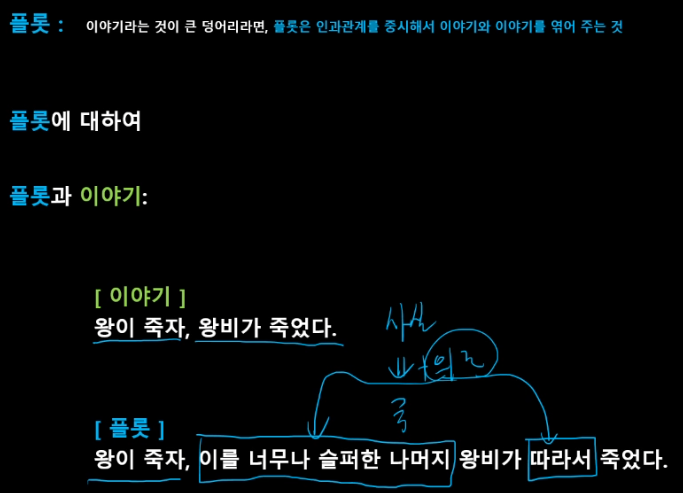 플롯 : 이야기라는 것이 큰 덩어리라면, 플롯은 인과관계를 중시해서 이야기와 이야기를 엮어 주는 것
플롯에 대하여
플롯과 이야기:
[ 이야기 ]
왕이 죽자, 왕비가 죽었다.
사실
[ 플롯 ]
왕이 죽자, 이를 너무나 슬퍼한 나머지 왕비가 따라서 죽었다.